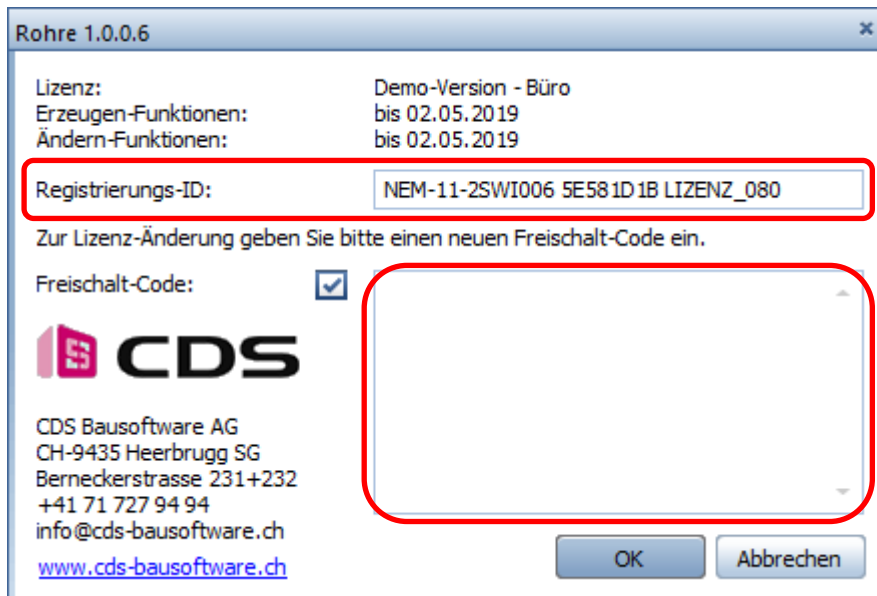 Rohre 1.0.0.6
Lizenz: Demo-Version - Büro
Erzeugen-Funktionen: bis 02.05.2019
Ändern-Funktionen: bis 02.05.2019
Registrierungs-ID: NEM-11-2SWI006 5E581D1B LIZENZ_080
Zur Lizenz-Änderung geben Sie bitte einen neuen Freischalt-Code ein.
Freischalt-Code:
CDS
CDS Bausoftware AG
CH-9435 Heerbrugg SG
Berneckerstrasse 231+232
+41 71 727 94 94
info@cds-bausoftware.ch
www.cds-bausoftware.ch
OK Abbrechen